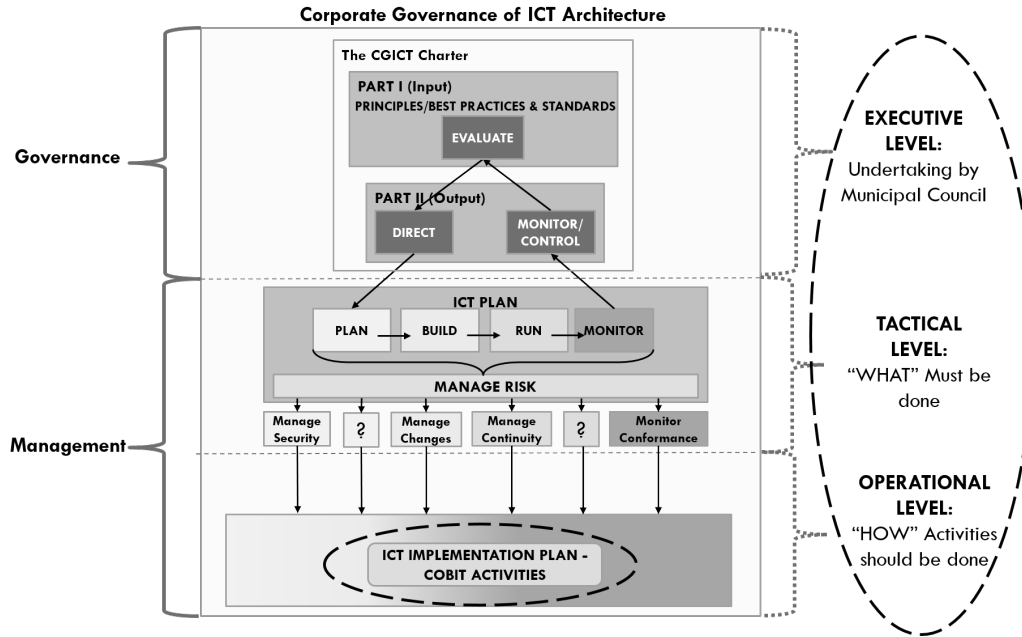 Corporate Governance of ICT Architecture
The CGICT Charter
PART I (Input)
PRINCIPLES/BEST PRACTICES & STANDARDS
EVALUATE
PART II (Output)
DIRECT
MONITOR/
CONTROL
Governance
EXECUTIVE
LEVEL:
Undertaking by
Municipal Council
ICT PLAN
PLAN
BUILD
RUN
MONITOR
MANAGE RISK
Manage
Security
?
Manage
Changes
Manage
Continuity
?
Monitor
Conformance
Management
TACTICAL
LEVEL:
“WHAT” Must be
done
OPERATIONAL
LEVEL:
“HOW” Activities
should be done
ICT IMPLEMENTATION PLAN -
COBIT ACTIVITIES